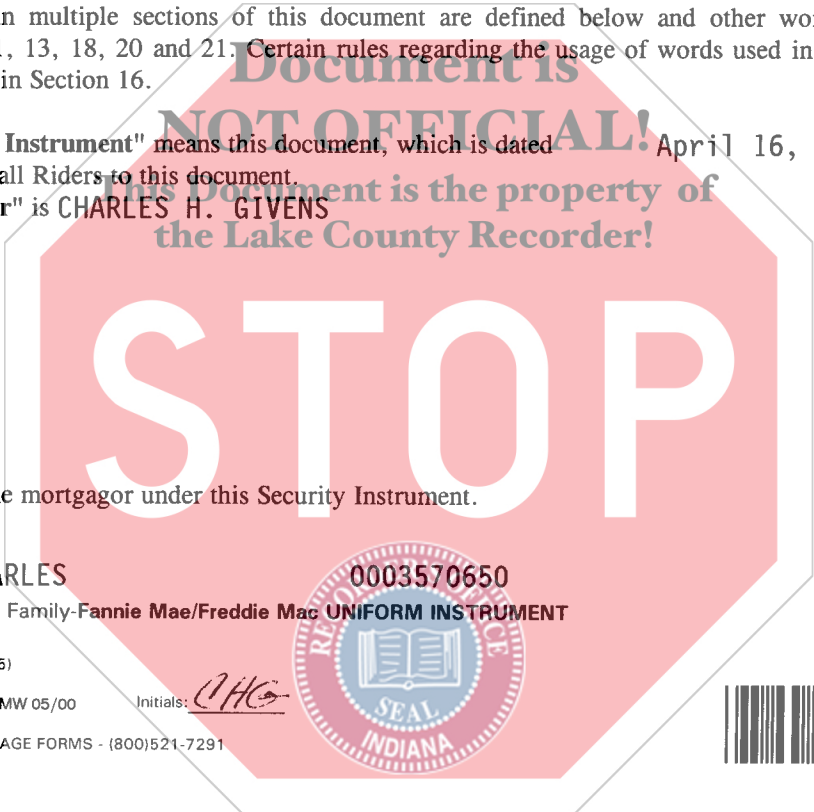 n multiple sections of this document are defined below and other wor
, 13, 18, 20 and 21. Certain rules regarding the usage of words used in
in Section 16.
Document is
NOT OFFICIAL!
Instrument" means this document, which is dated April 16,
all Riders to this document.
This Document is the property of
r" is CHARLES H. GIVENS
the Lake County Recorder!
STOP
e mortgagor under this Security Instrument.
RLES 0003570650
Family-Fannie Mae/Freddie Mac UNIFORM INSTRUMENT
MW 05/00 Initials: CHG
AGE FORMS - (800)521-7291
RECORDER'S OFFICE
SEAL
INDIANA